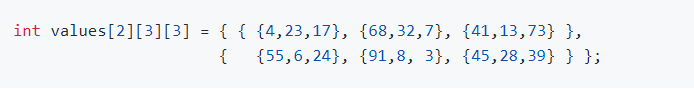 int values[2][3][3] = { { {4,23,17}, {68,32,7}, {41,13,73} },
{ {55,6,24}, {91,8, 3}, {45,28,39} } };